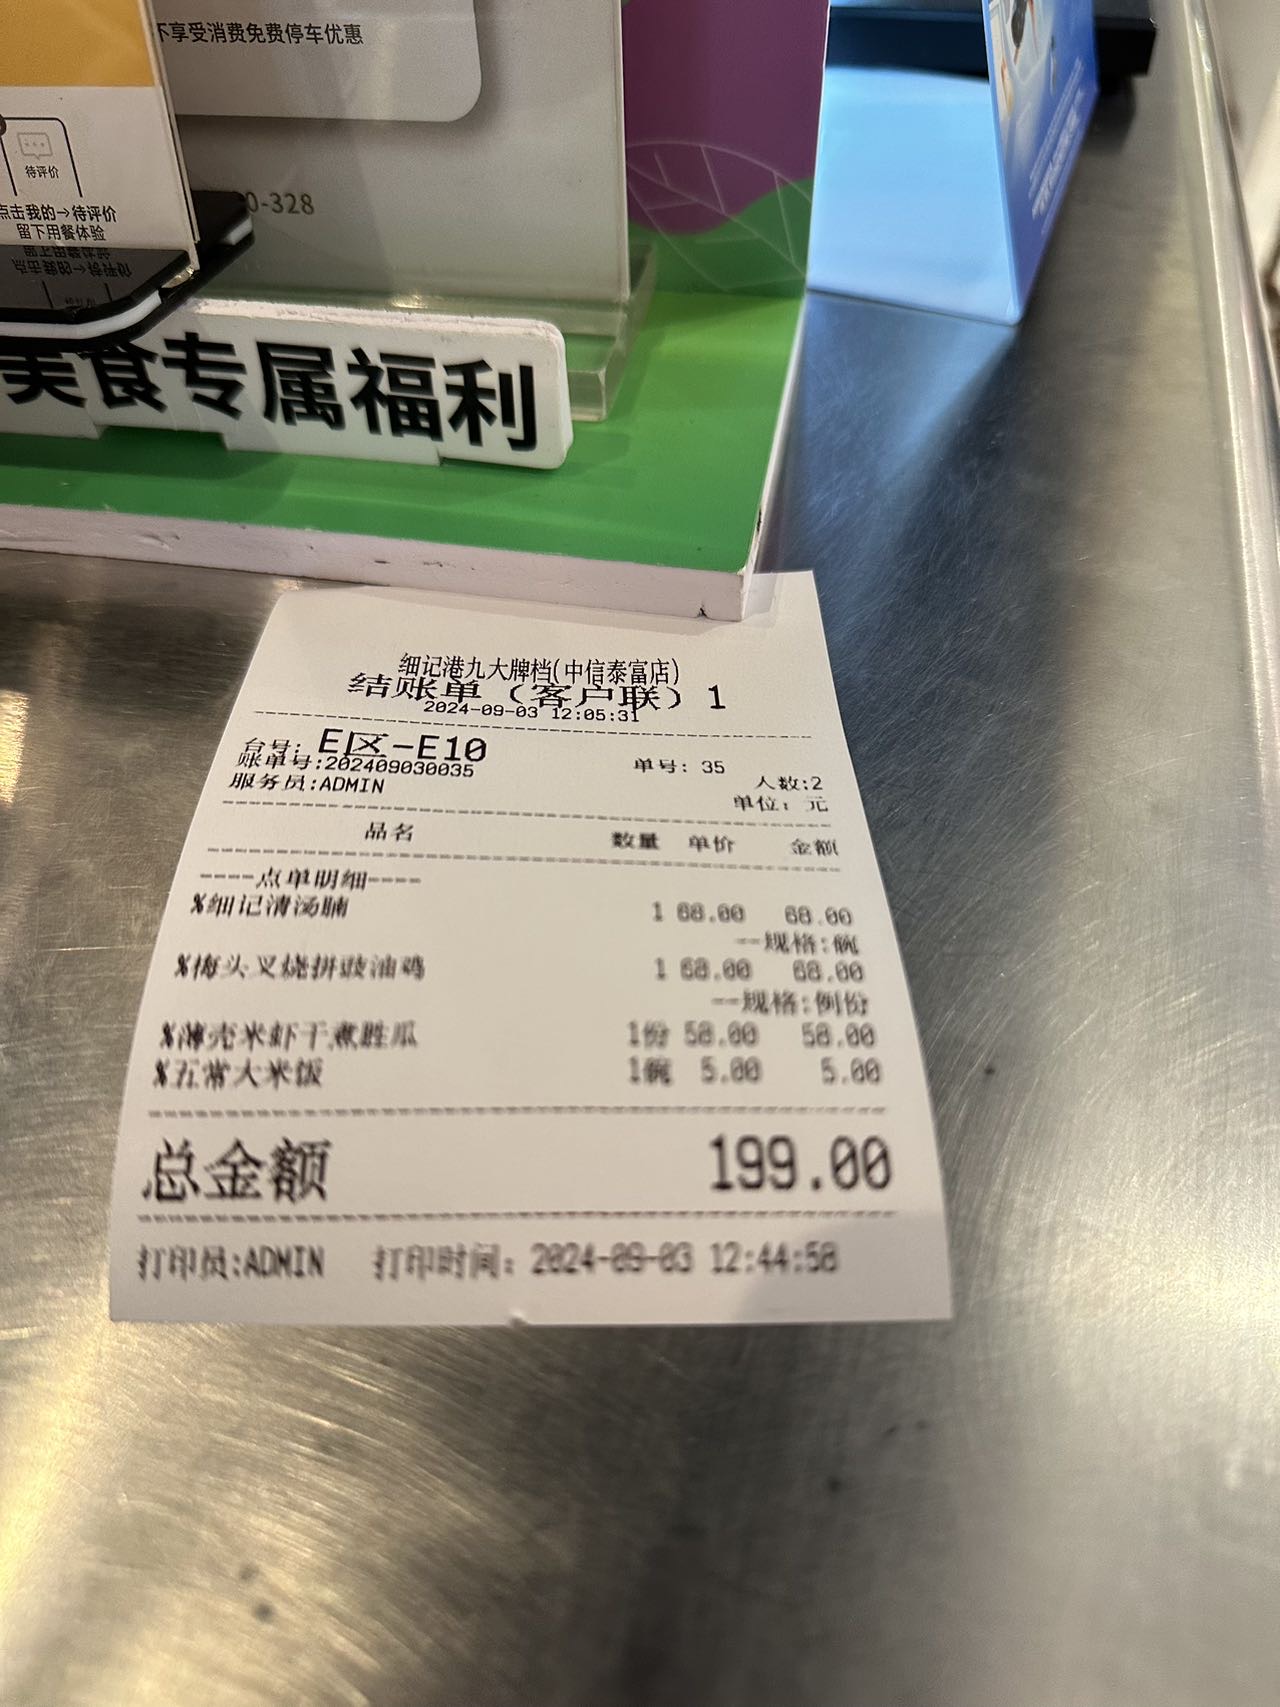 不享受消费免费停车优惠
待评价
点击我的→待评价
留下用餐体验
0-328
美食专属福利
细记港九大牌档(中信泰富店)
结账单（客户联）1
2024-09-03 12:05:31
台号: E区-E10
单号: 35
账单号:202409030035
人数:2
服务员:ADMIN
单位: 元
品名 数量 单价 金额
----点单明细----
%细记清汤腩 1 68.00 68.00
--规格:碗
%梅头叉烧拼豉油鸡 1 68.00 68.00
--规格:例份
%薄壳米虾干煮胜瓜 1份 58.00 58.00
%五常大米饭 1碗 5.00 5.00
总金额 199.00
打印员:ADMIN 打印时间: 2024-09-03 12:44:58